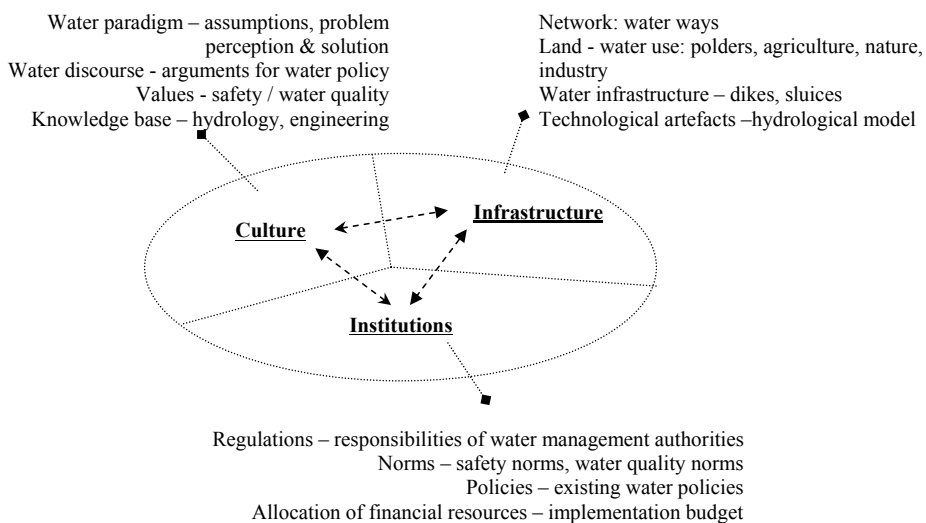 Water paradigm – assumptions, problem
perception & solution
Water discourse - arguments for water policy
Values - safety / water quality
Knowledge base – hydrology, engineering
Network: water ways
Land - water use: polders, agriculture, nature,
industry
Water infrastructure – dikes, sluices
Technological artefacts –hydrological model
Culture
Infrastructure
Institutions
Regulations – responsibilities of water management authorities
Norms – safety norms, water quality norms
Policies – existing water policies
Allocation of financial resources – implementation budget